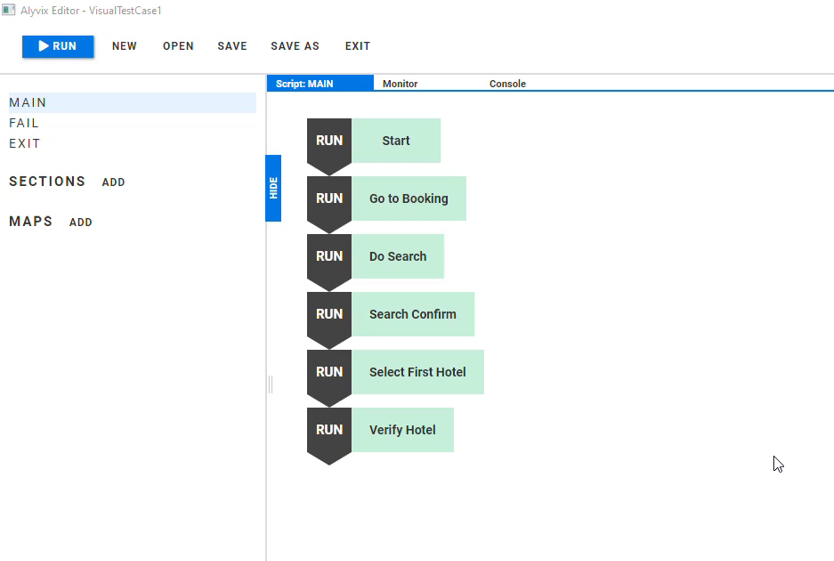 Alyvix Editor - VisualTestCase1
RUN NEW OPEN SAVE SAVE AS EXIT
Script: MAIN Monitor Console
MAIN
FAIL
EXIT
SECTIONS ADD
MAPS ADD
HIDE
RUN Start
RUN Go to Booking
RUN Do Search
RUN Search Confirm
RUN Select First Hotel
RUN Verify Hotel